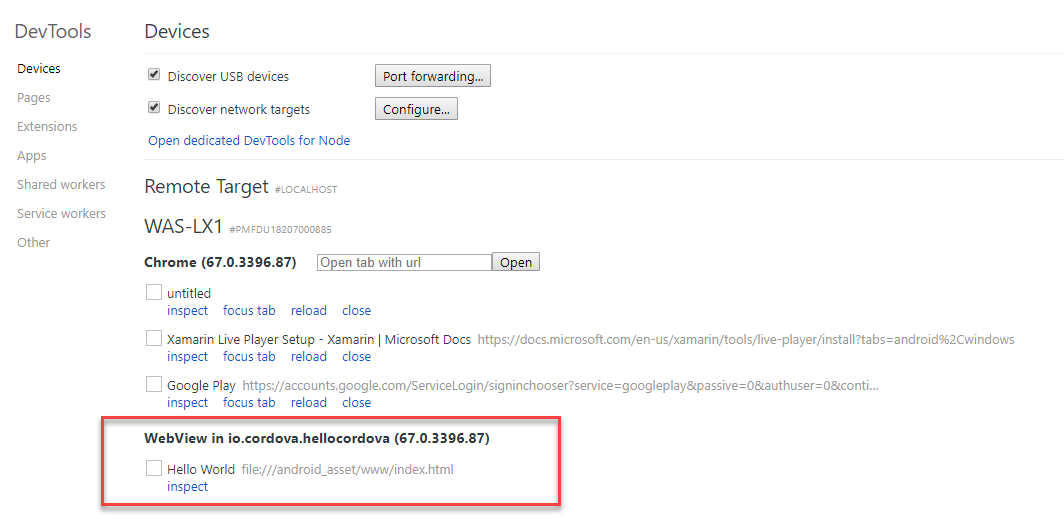 DevTools
Devices
Pages
Extensions
Apps
Shared workers
Service workers
Other
Devices
Discover USB devices Port forwarding...
Discover network targets Configure...
Open dedicated DevTools for Node
Remote Target #LOCALHOST
WAS-LX1 #PMFDU18207000885
Chrome (67.0.3396.87) Open tab with url Open
untitled
inspect focus tab reload close
Xamarin Live Player Setup - Xamarin | Microsoft Docs https://docs.microsoft.com/en-us/xamarin/tools/live-player/install?tabs=android%2Cwindows
inspect focus tab reload close
Google Play https://accounts.google.com/ServiceLogin/signinchooser?service=googleplay&passive=0&authuser=0&conti...
inspect focus tab reload close
WebView in io.cordova.hellocordova (67.0.3396.87)
Hello World file:///android_asset/www/index.html
inspect